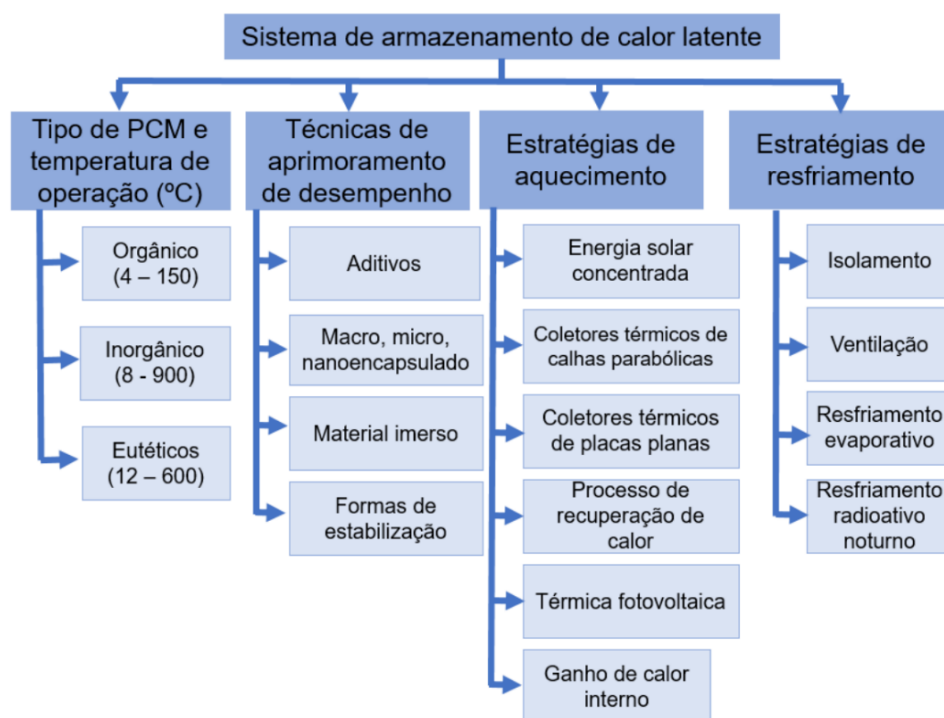 Sistema de armazenamento de calor latente
Tipo de PCM e
temperatura de
operação (ºC)
Orgânico
(4 – 150)
Inorgânico
(8 - 900)
Eutéticos
(12 – 600)
Técnicas de
aprimoramento
de desempenho
Aditivos
Macro, micro,
nanoencapsulado
Material imerso
Formas de
estabilização
Estratégias de
aquecimento
Energia solar
concentrada
Coletores térmicos de
calhas parabólicas
Coletores térmicos
de placas planas
Processo de
recuperação de
calor
Térmica fotovoltaica
Ganho de calor
interno
Estratégias de
resfriamento
Isolamento
Ventilação
Resfriamento
evaporativo
Resfriamento
radioativo
noturno